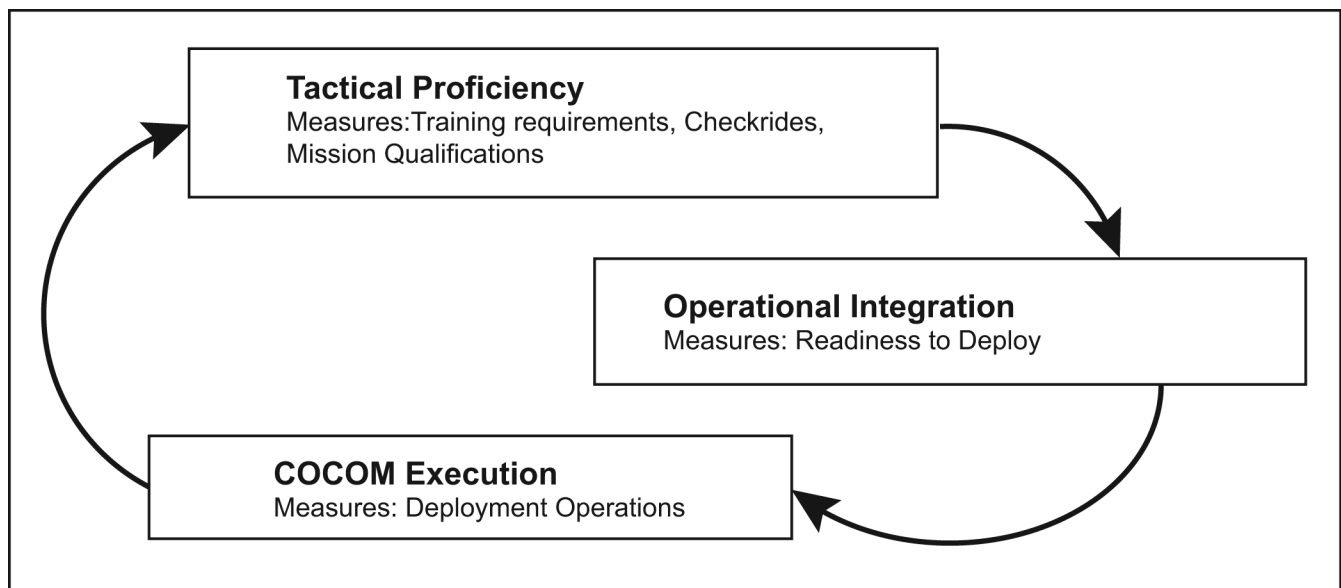 Tactical Proficiency
Measures:Training requirements, Checkrides,
Mission Qualifications
Operational Integration
Measures: Readiness to Deploy
COCOM Execution
Measures: Deployment Operations